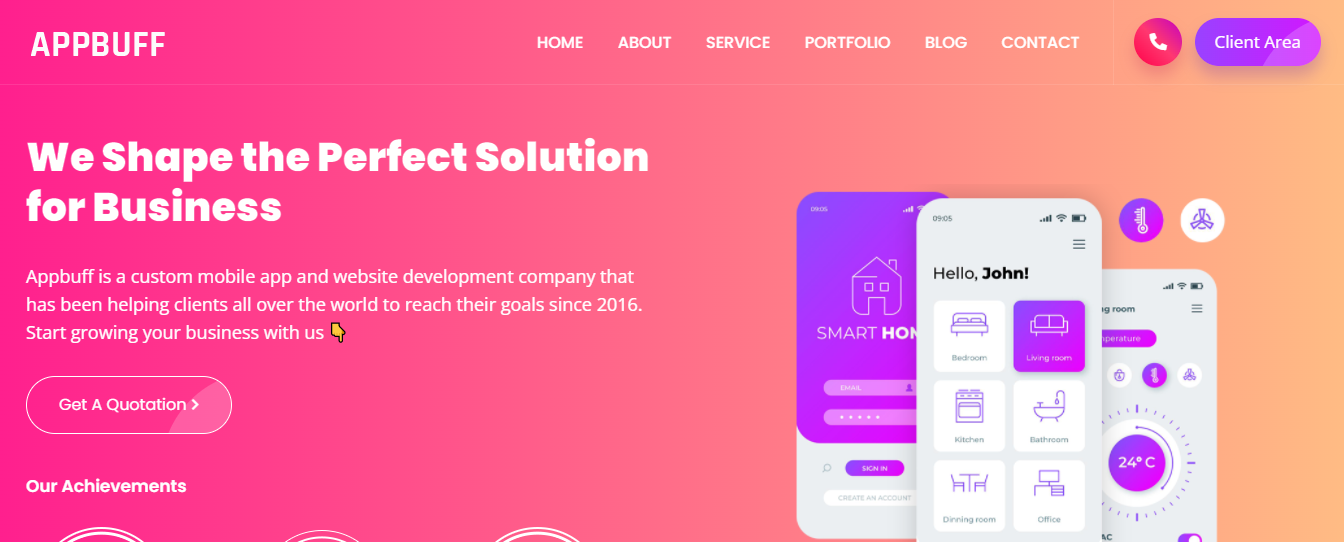 APPBUFF
HOME ABOUT SERVICE PORTFOLIO BLOG CONTACT
Client Area
We Shape the Perfect Solution
for Business
Appbuff is a custom mobile app and website development company that
has been helping clients all over the world to reach their goals since 2016.
Start growing your business with us 👇
Get A Quotation >
Our Achievements
09:05
SMART HOM
EMAIL
SIGN IN
CREATE AN ACCOUNT
09:05
Hello, John!
Bedroom
Living room
Kitchen
Bathroom
Dinning room
Office
ng room
perature
24° C
AC